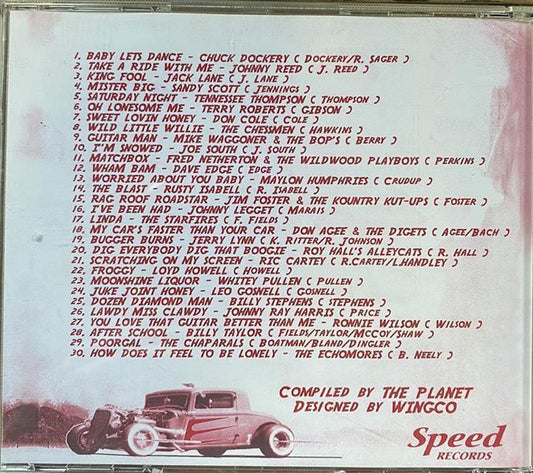 1. BABY LETS DANCE - CHUCK DOCKERY ( DOCKERY/R. SAGER )
2. TAKE A RIDE WITH ME - JOHNNY REED ( J. REED )
3. KING FOOL - JACK LANE ( J. LANE )
4. MISTER BIG - SANDY SCOTT ( JENNINGS )
5. SATURDAY NIGHT - TENNESSEE THOMPSON ( THOMPSON )
6. OH LONESOME ME - TERRY ROBERTS ( GIBSON )
7. SWEET LOVIN HONEY - DON COLE ( COLE )
8. WILD LITTLE WILLIE - THE CHESSMEN ( HAWKINS )
9. GUITAR MAN - MIKE WAGGONER & THE BOP'S ( BERRY )
10. I'M SNOWED - JOE SOUTH ( J. SOUTH )
11. MATCHBOX - FRED NETHERTON & THE WILDWOOD PLAYBOYS ( PERKINS )
12. WHAM BAM - DAVE EDGE ( EDGE )
13. WORRIED ABOUT YOU BABY - MAYLON HUMPHRIES ( CRUDUP )
14. THE BLAST - RUSTY ISABELL ( R. ISABELL )
15. RAG ROOF ROADSTAR - JIM FOSTER & THE KOUNTRY KUT-UPS ( FOSTER )
16. I'VE BEEN HAD - JOHNNY LEGGET ( MARAIS )
17. LINDA - THE STARFIRES ( F. FIELDS )
18. MY CAR'S FASTER THAN YOUR CAR - DON AGEE & THE DIGETS ( AGEE/BACH )
19. BUGGER BURNS - JERRY LYNN ( K. RITTER/R. JOHNSON )
20. DIG EVERYBODY DIG THAT BOOGIE - ROY HALL'S ALLEYCATS ( R. HALL )
21. SCRATCHING ON MY SCREEN - RIC CARTEY ( R.CARTEY/L.HANDLEY )
22. FROGGY - LOYD HOWELL ( HOWELL )
23. MOONSHINE LIQUOR - WHITEY PULLEN ( PULLEN )
24. JUKE JOINT HONEY - LEO GOSNELL ( GOSNELL )
25. DOZEN DIAMOND MAN - BILLY STEPHENS ( STEPHENS )
26. LAWDY MISS CLAWDY - JOHNNY RAY HARRIS ( PRICE )
27. YOU LOVE THAT GUITAR BETTER THAN ME - RONNIE WILSON ( WILSON )
28. AFTER SCHOOL - BILLY TAYLOR ( FIELDS/TAYLOR/MCCOY/SHAW )
29. POORGAL - THE CHAPARALS ( BOATMAN/BLAND/DINGLER )
30. HOW DOES IT FEEL TO BE LONELY - THE ECHOMORES ( B. NEELY )
COMPILED BY THE PLANET
DESIGNED BY WINGCO
Speed
RECORDS